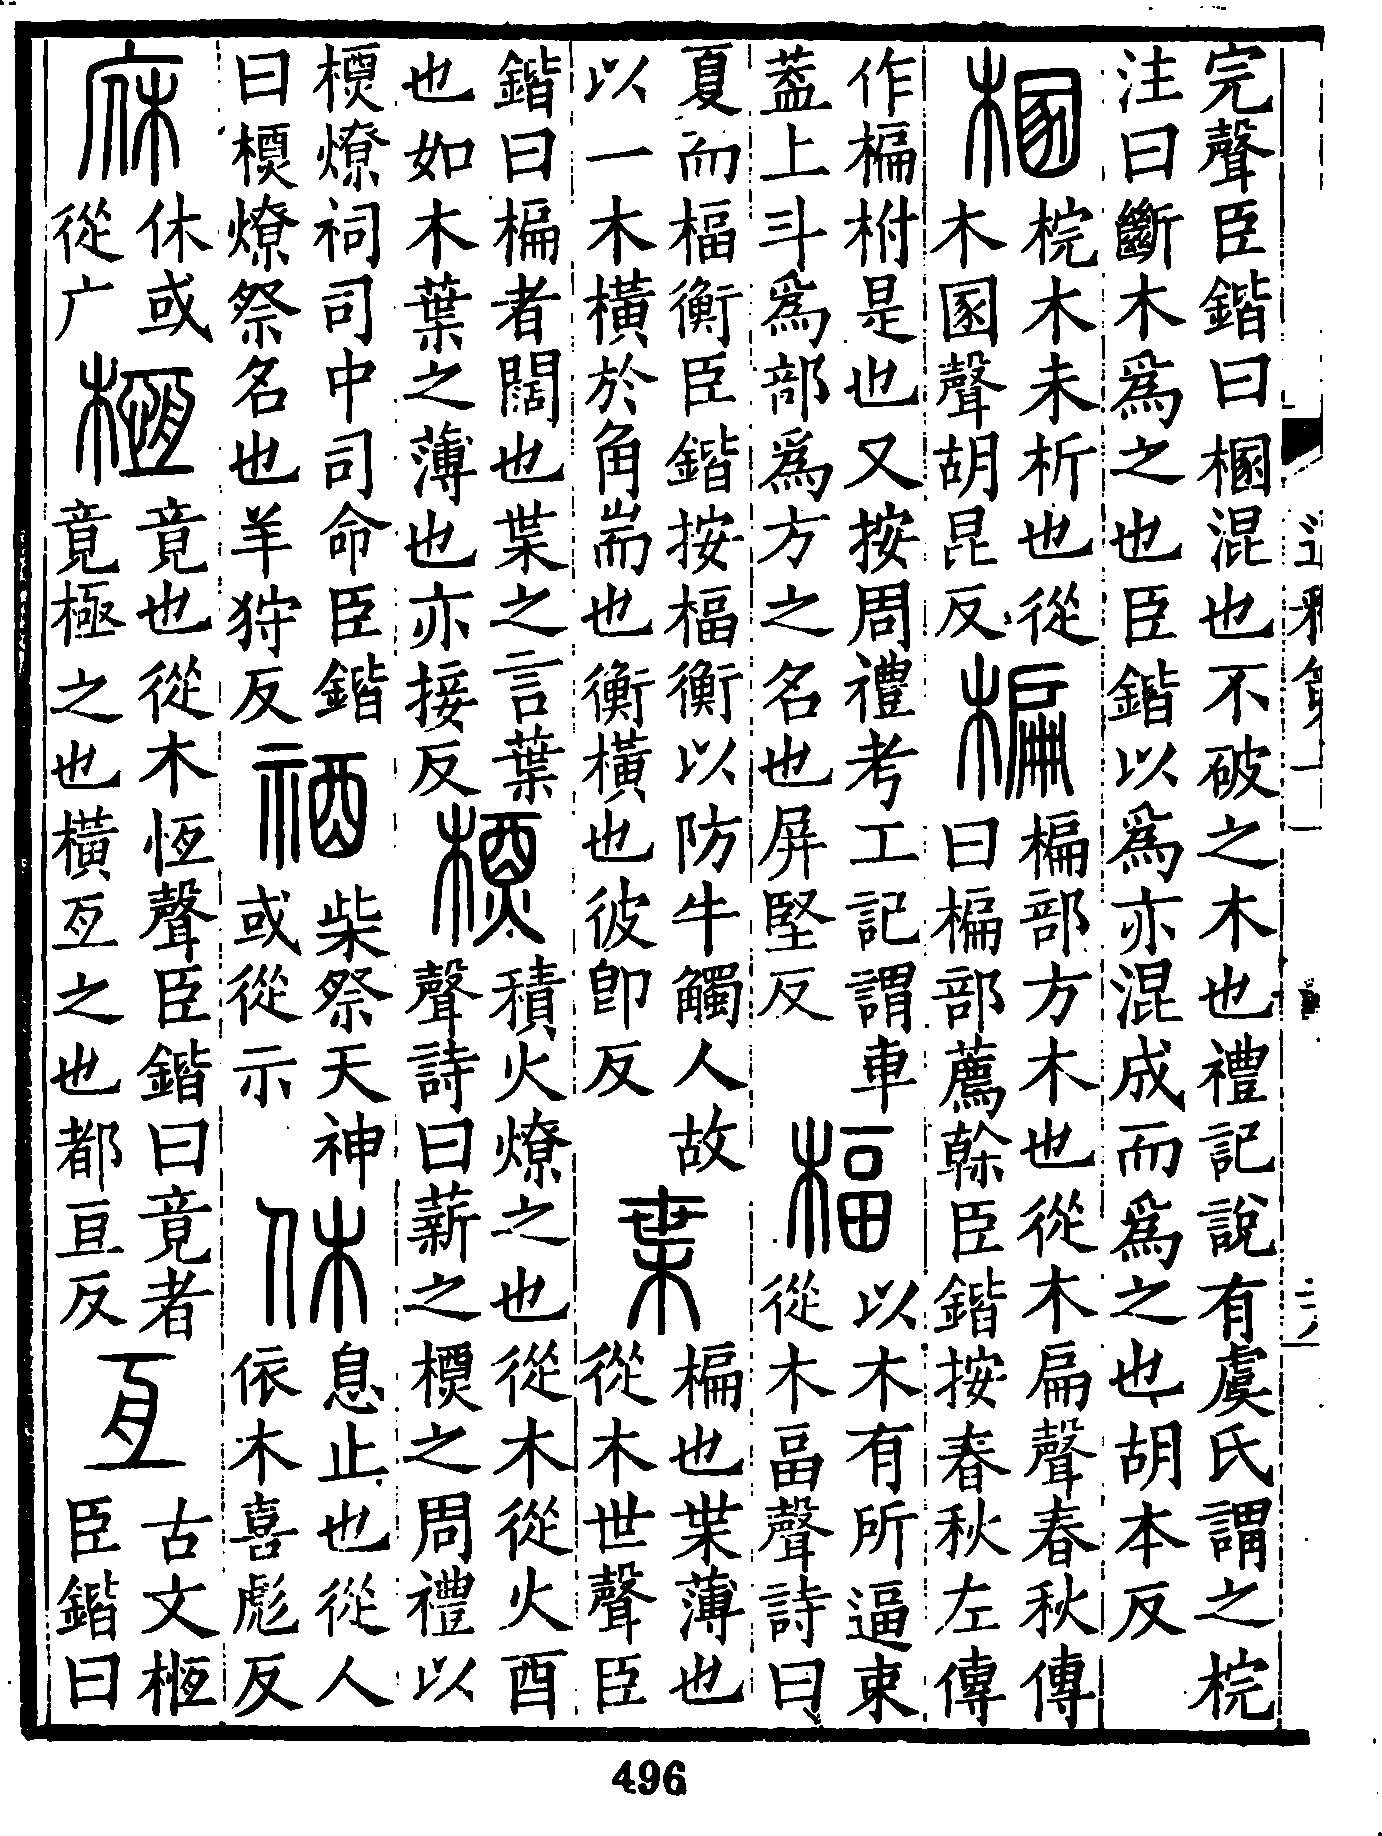 完聲臣鍇曰棞混也不破之木也禮記說有虞氏謂之梡
注曰斷木爲之也臣鍇以爲亦混成而爲之也胡本反
棞
梡木未析也從
木圂聲胡昆反
楄
楄部方木也從木扁聲春秋傳
曰楄部薦榦臣鍇按春秋左傳
作楄柎是也又按周禮考工記謂車
蓋上斗爲部爲方之名也屏堅反
楅
以木有所逼束
從木畐聲詩曰
夏而楅衡臣鍇按楅衡以防牛觸人故
以一木橫於角耑也衡橫也彼卽反
枼
楄也枼薄也
從木世聲臣
鍇曰楄者闊也枼之言葉
也如木葉之薄也亦接反
槱
積火燎之也從木從火酉
聲詩曰薪之槱之周禮以
槱燎祠司中司命臣鍇
曰槱燎祭名也羊狩反
禉
柴祭天神
或從示
休
息止也從人
依木喜彪反
庥
休或
從广
㮓
竟也從木恆聲臣鍇曰竟者
竟極之也橫亙之也都亘反
亙
古文㮓
臣鍇曰
496